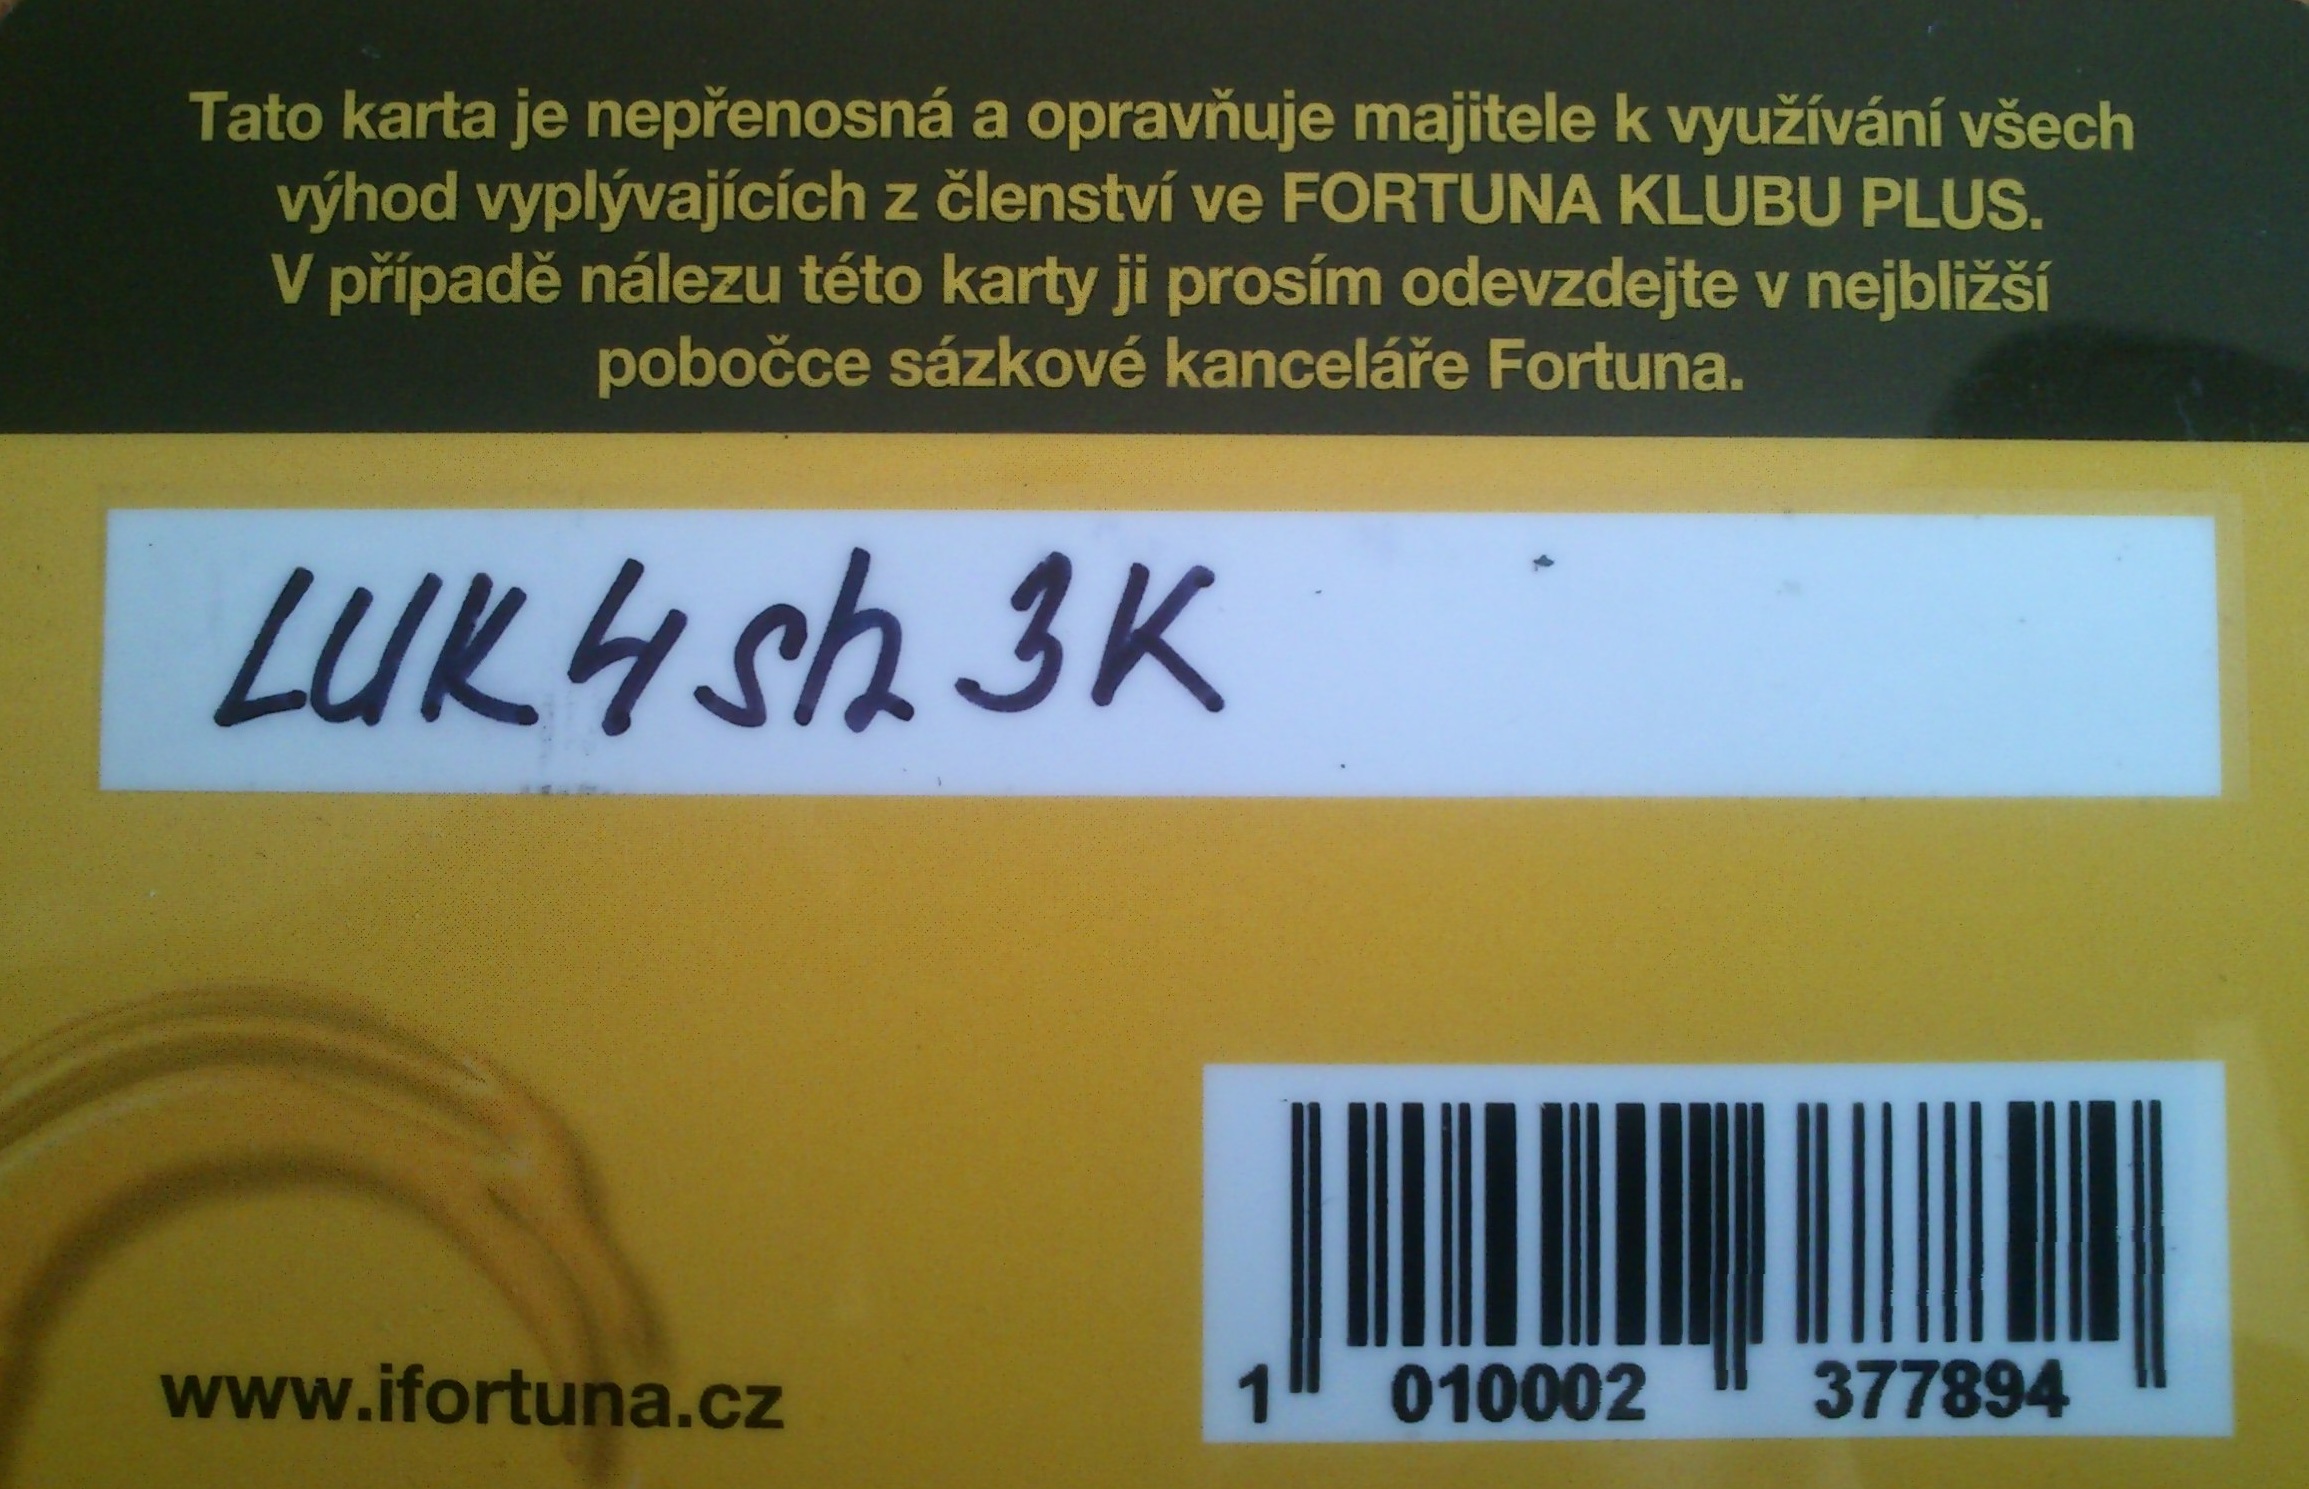 Tato karta je nepřenosná a opravňuje majitele k využívání všech
výhod vyplývajících z členství ve FORTUNA KLUBU PLUS.
V případě nálezu této karty ji prosím odevzdejte v nejbližší
pobočce sázkové kanceláře Fortuna.
LUK4sh3K
www.ifortuna.cz
1 010002 377894